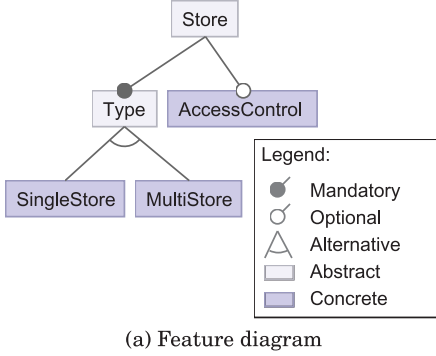 Store
Type
AccessControl
SingleStore
MultiStore
Legend:
Mandatory
Optional
Alternative
Abstract
Concrete
(a) Feature diagram